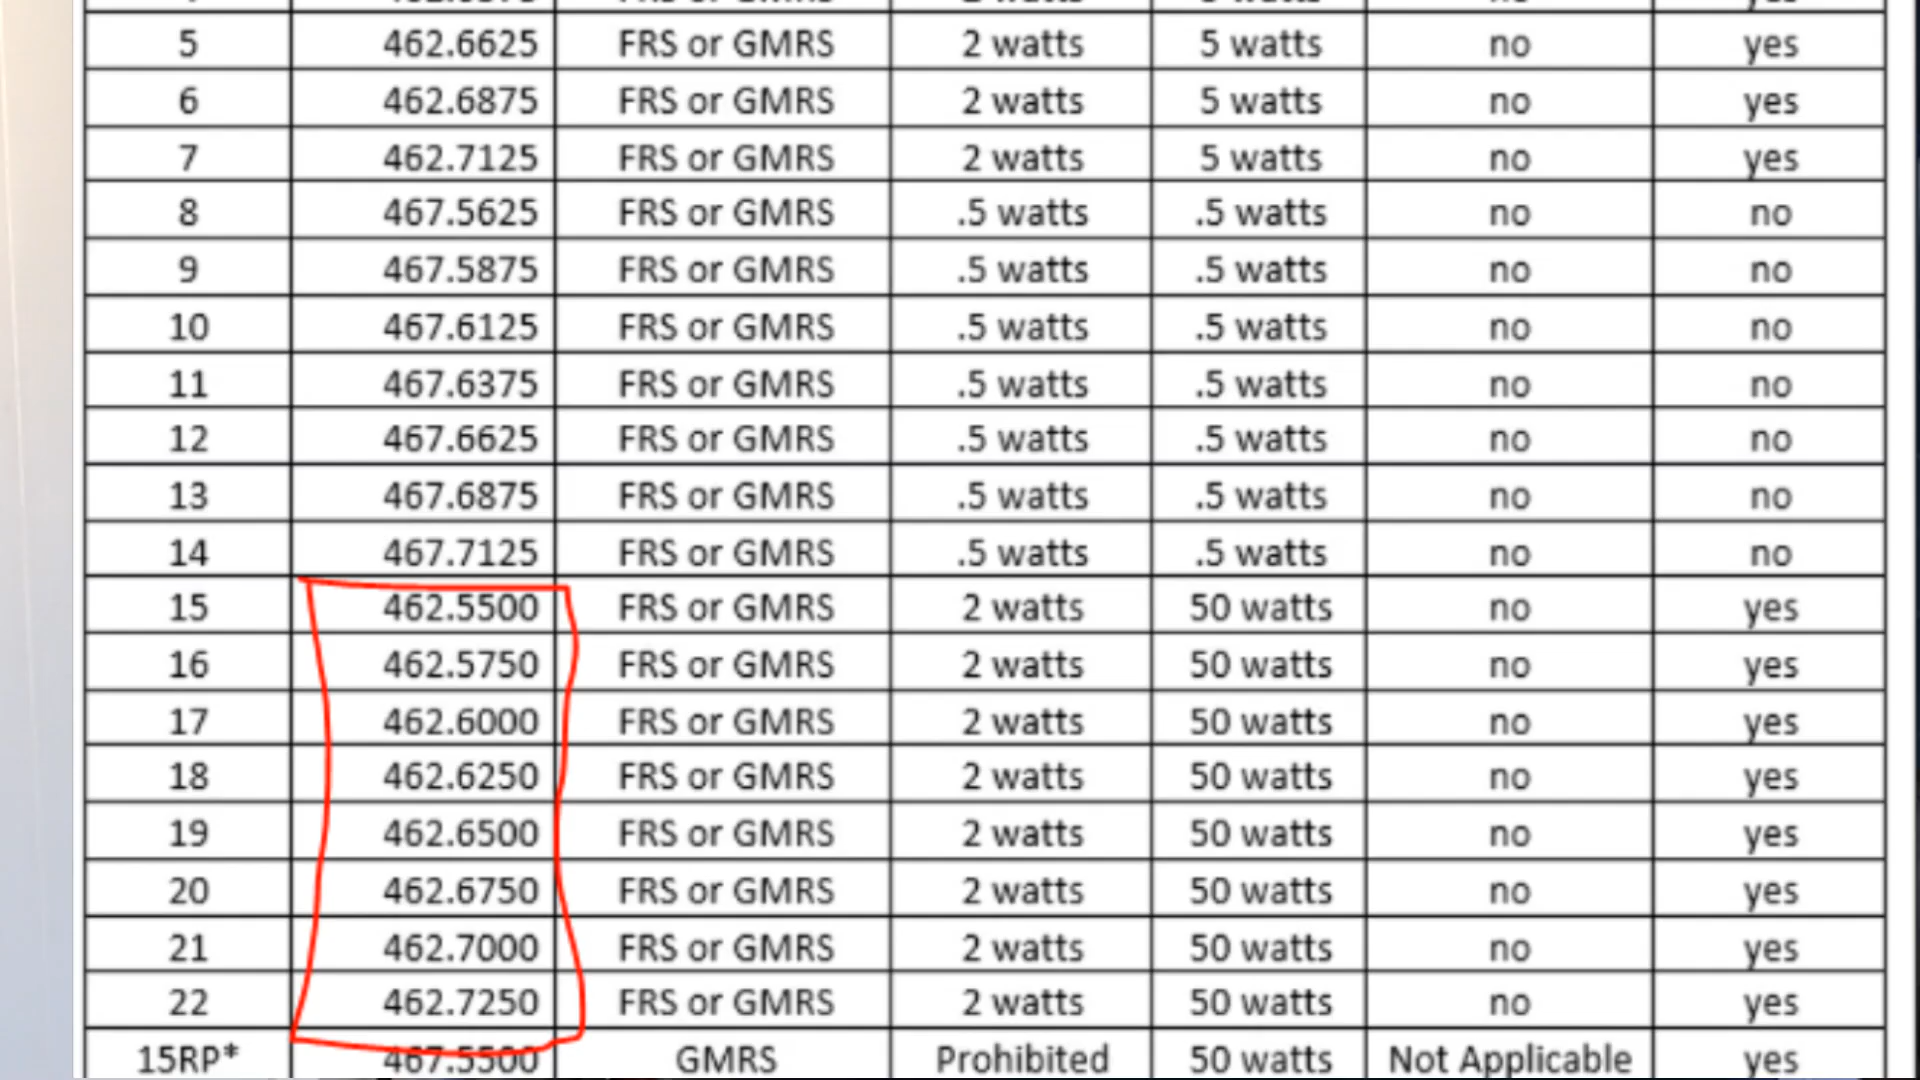 5 462.6625 FRS or GMRS 2 watts 5 watts no yes
6 462.6875 FRS or GMRS 2 watts 5 watts no yes
7 462.7125 FRS or GMRS 2 watts 5 watts no yes
8 467.5625 FRS or GMRS .5 watts .5 watts no no
9 467.5875 FRS or GMRS .5 watts .5 watts no no
10 467.6125 FRS or GMRS .5 watts .5 watts no no
11 467.6375 FRS or GMRS .5 watts .5 watts no no
12 467.6625 FRS or GMRS .5 watts .5 watts no no
13 467.6875 FRS or GMRS .5 watts .5 watts no no
14 467.7125 FRS or GMRS .5 watts .5 watts no no
15 462.5500 FRS or GMRS 2 watts 50 watts no yes
16 462.5750 FRS or GMRS 2 watts 50 watts no yes
17 462.6000 FRS or GMRS 2 watts 50 watts no yes
18 462.6250 FRS or GMRS 2 watts 50 watts no yes
19 462.6500 FRS or GMRS 2 watts 50 watts no yes
20 462.6750 FRS or GMRS 2 watts 50 watts no yes
21 462.7000 FRS or GMRS 2 watts 50 watts no yes
22 462.7250 FRS or GMRS 2 watts 50 watts no yes
15RP* 467.5500 GMRS Prohibited 50 watts Not Applicable yes